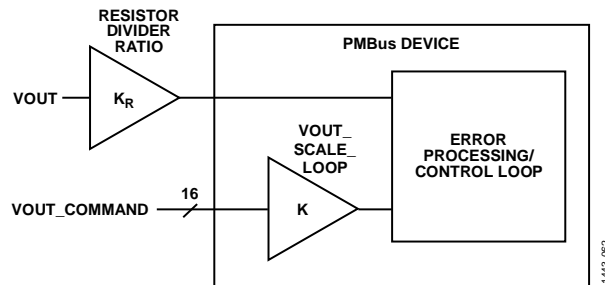 RESISTOR
DIVIDER
RATIO
PMBus DEVICE
VOUT
KR
VOUT_
SCALE_
LOOP
ERROR
PROCESSING/
CONTROL LOOP
VOUT_COMMAND
16
K